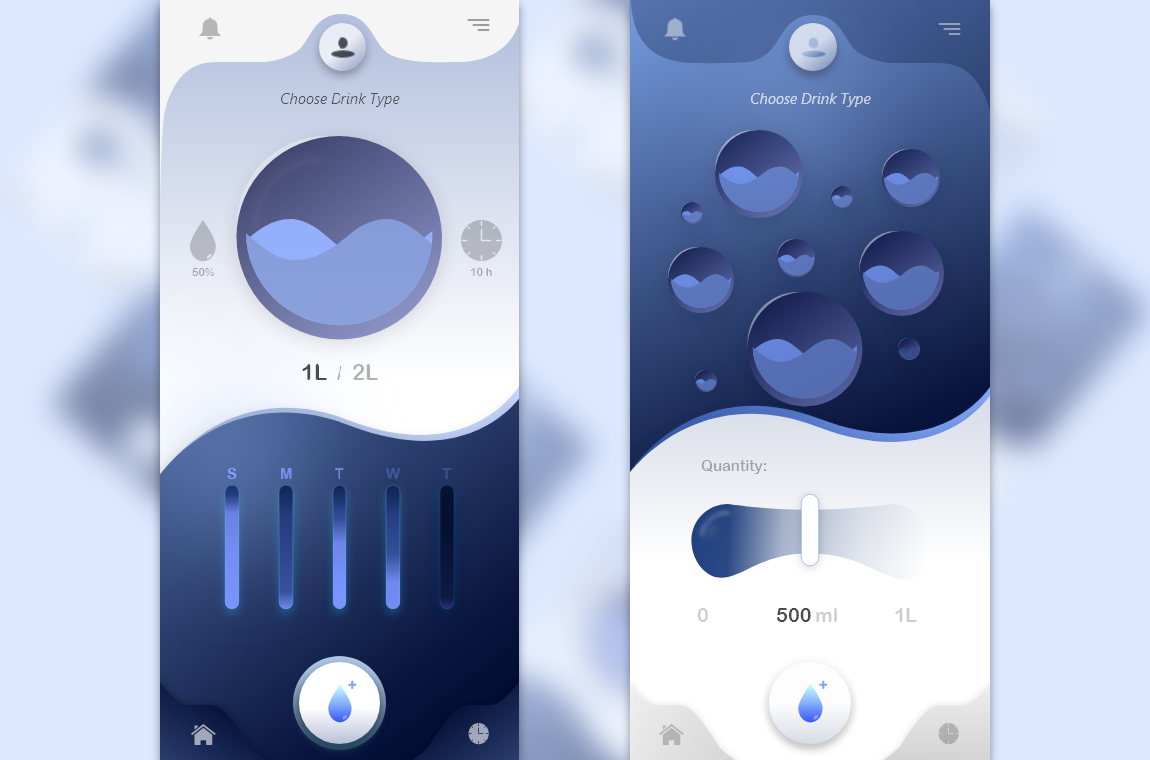 Choose Drink Type
50%
10 h
1L / 2L
S M T W T
Choose Drink Type
Quantity:
0 500 ml 1L